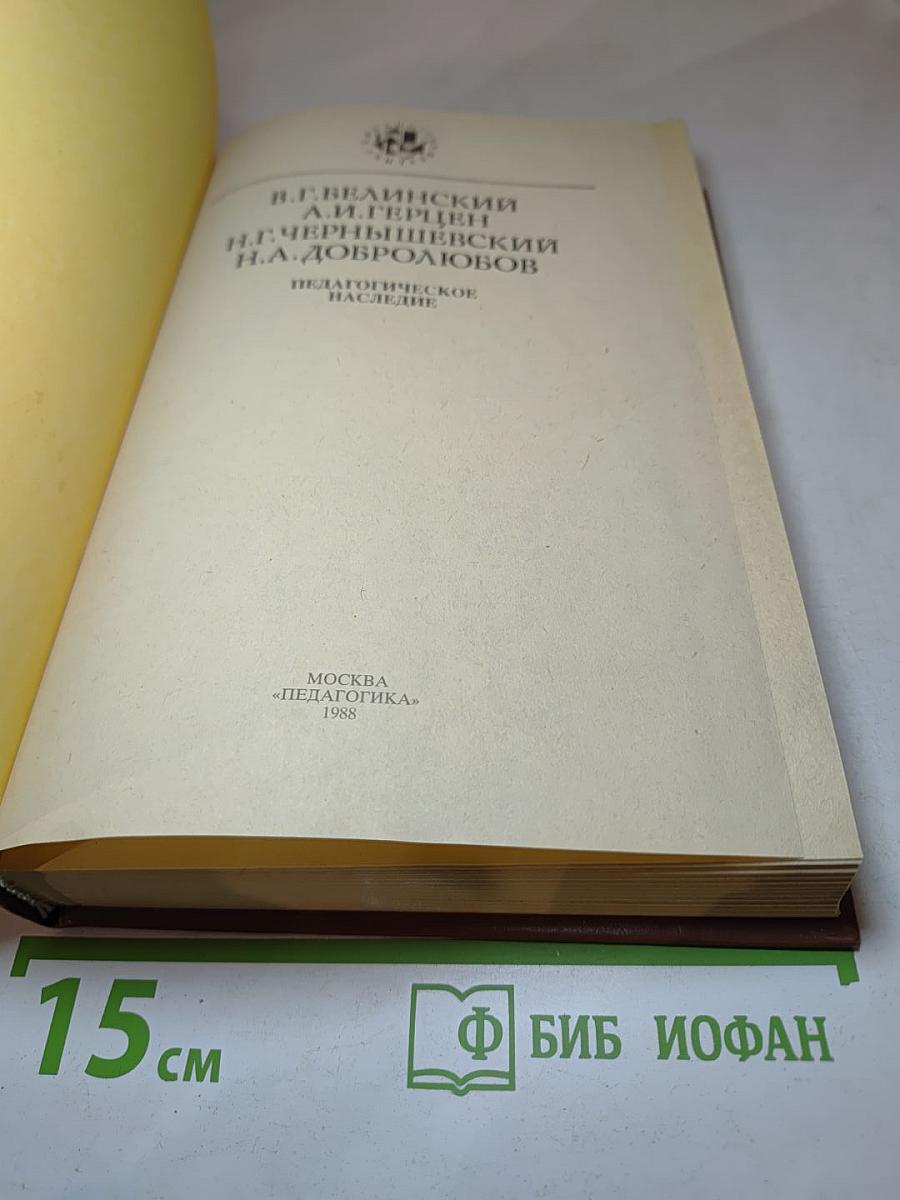 В.Г.БЕЛИНСКИЙ
А.И.ГЕРЦЕН
Н.Г.ЧЕРНЫШЕВСКИЙ
Н.А.ДОБРОЛЮБОВ
ПЕДАГОГИЧЕСКОЕ
НАСЛЕДИЕ
МОСКВА
«ПЕДАГОГИКА»
1988
15 см
Ф БИБ ИОФАН